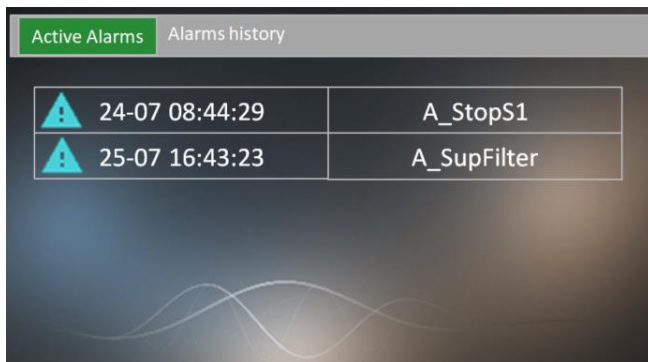 Active Alarms Alarms history
24-07 08:44:29 A_StopS1
25-07 16:43:23 A_SupFilter